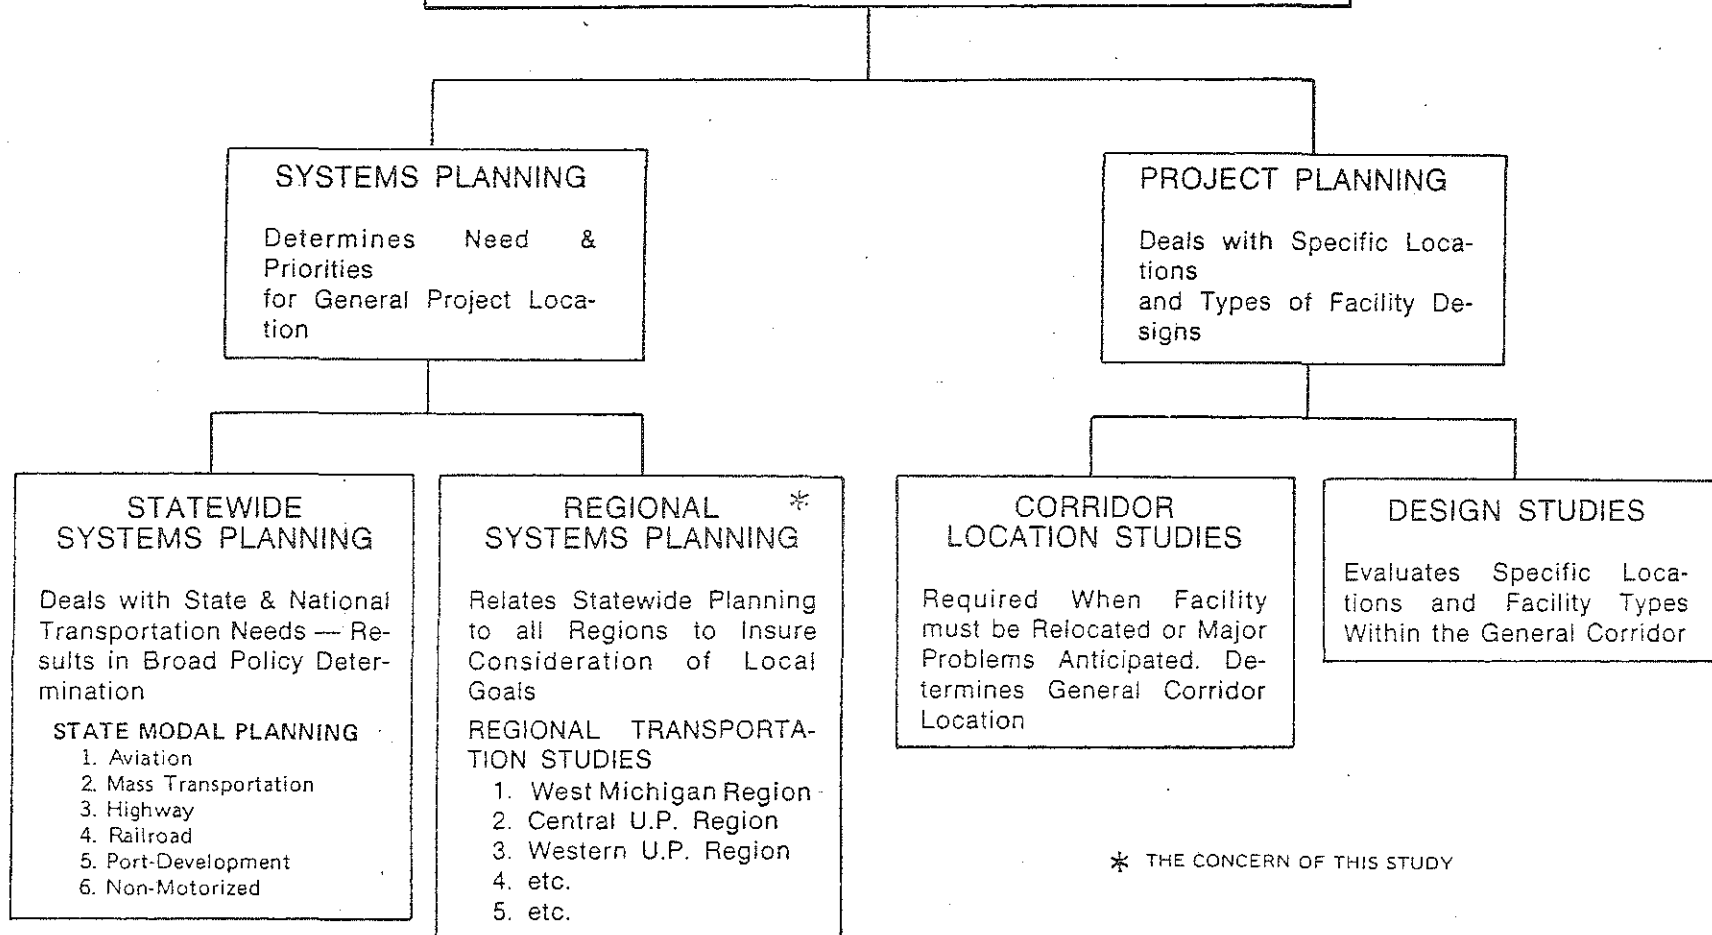 SYSTEMS PLANNING
Determines Need &
Priorities
for General Project Loca-
tion
PROJECT PLANNING
Deals with Specific Loca-
tions
and Types of Facility De-
signs
STATEWIDE
SYSTEMS PLANNING
Deals with State & National
Transportation Needs — Re-
sults in Broad Policy Deter-
mination
STATE MODAL PLANNING
1. Aviation
2. Mass Transportation
3. Highway
4. Railroad
5. Port-Development
6. Non-Motorized
REGIONAL *
SYSTEMS PLANNING
Relates Statewide Planning
to all Regions to Insure
Consideration of Local
Goals
REGIONAL TRANSPORTA-
TION STUDIES
1. West Michigan Region
2. Central U.P. Region
3. Western U.P. Region
4. etc.
5. etc.
CORRIDOR
LOCATION STUDIES
Required When Facility
must be Relocated or Major
Problems Anticipated. De-
termines General Corridor
Location
DESIGN STUDIES
Evaluates Specific Loca-
tions and Facility Types
Within the General Corridor
* THE CONCERN OF THIS STUDY